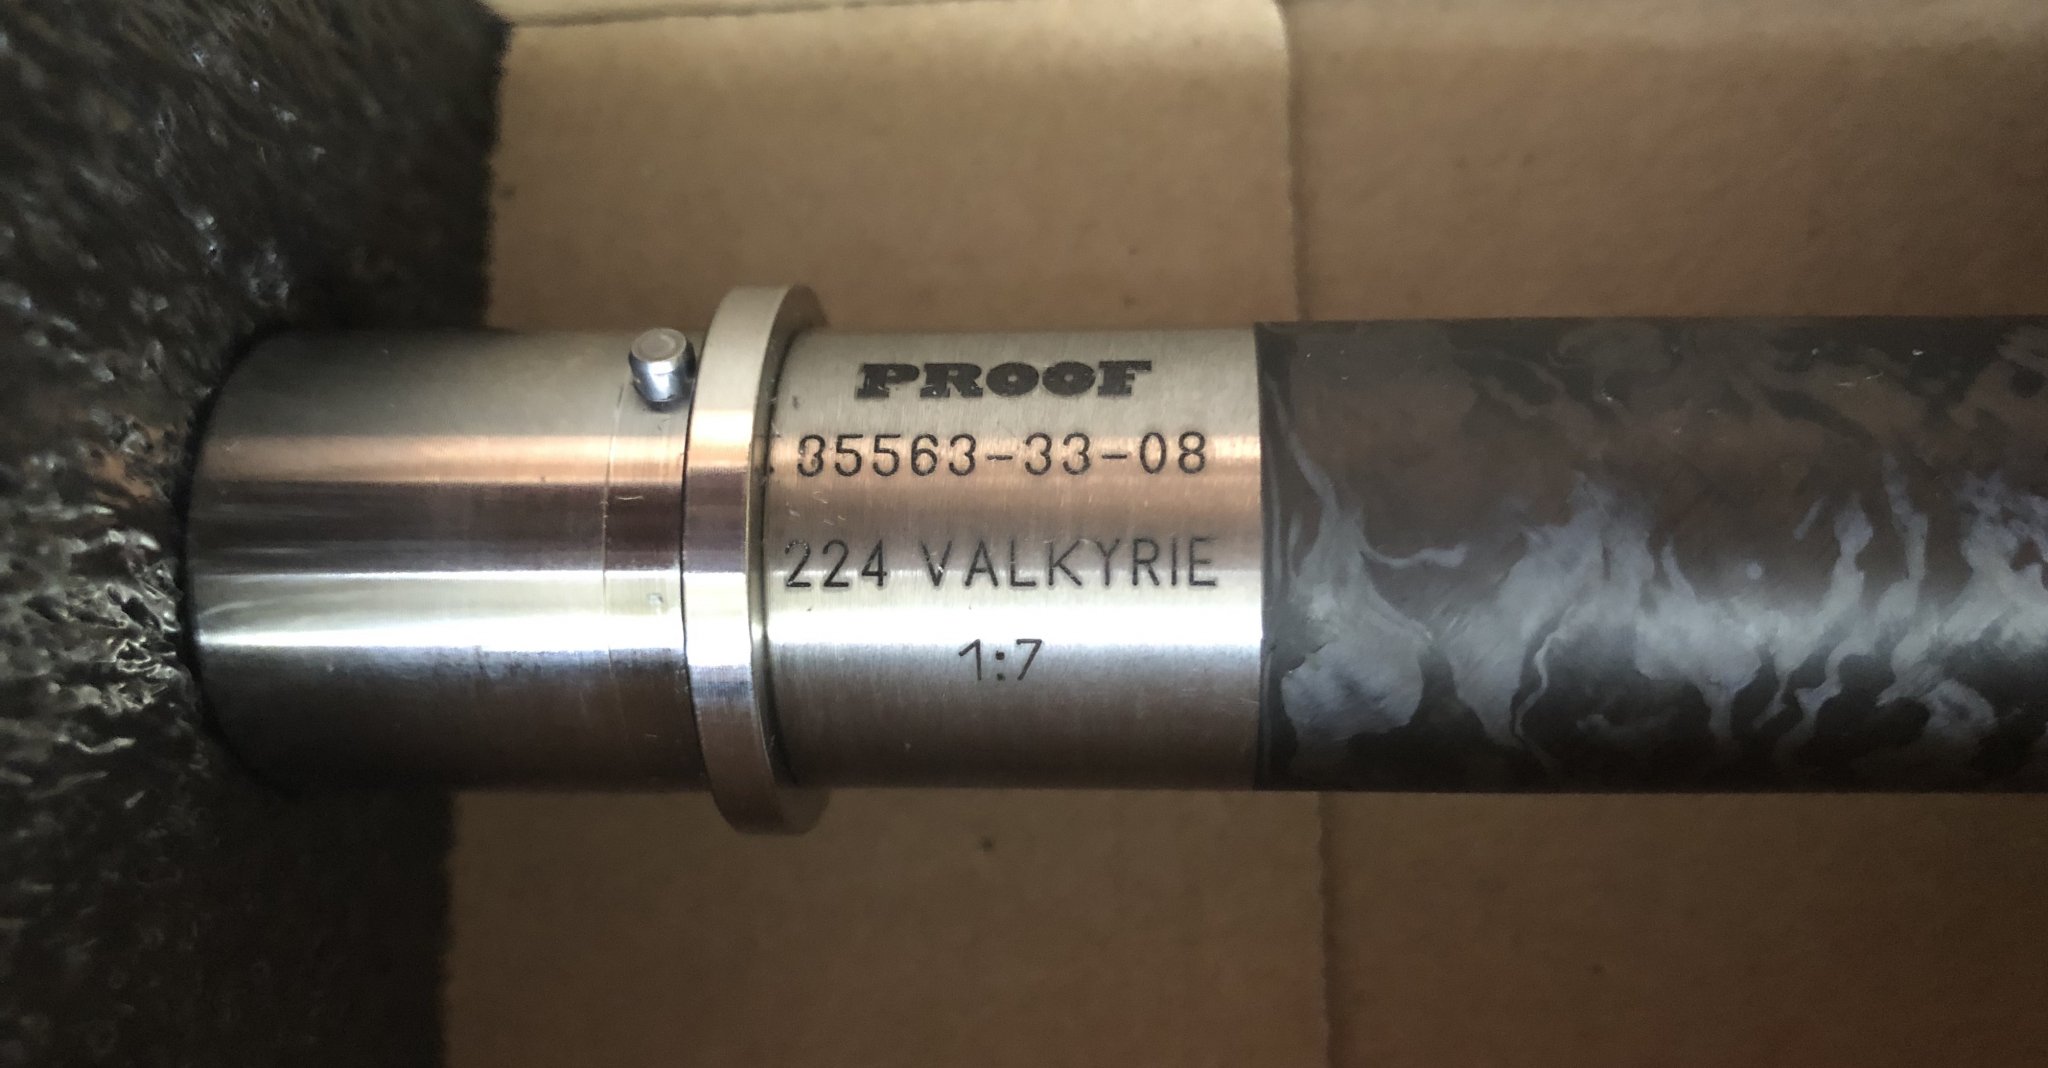 PROOF
35563-33-08
224 VALKYRIE
1:7